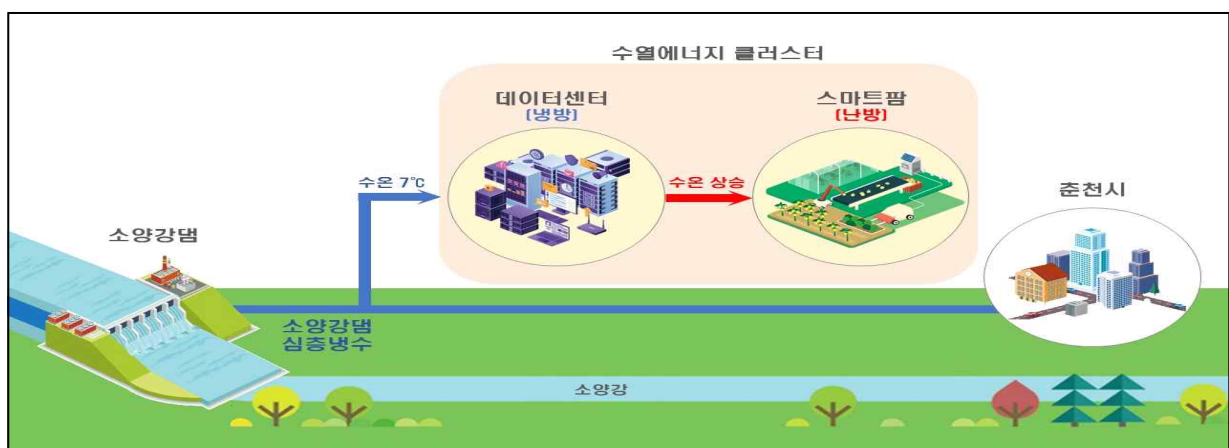 수열에너지 클러스터
데이터센터
(냉방)
스마트팜
(난방)
수온 7℃
수온 상승
춘천시
소양강댐
소양강댐
심층냉수
소양강